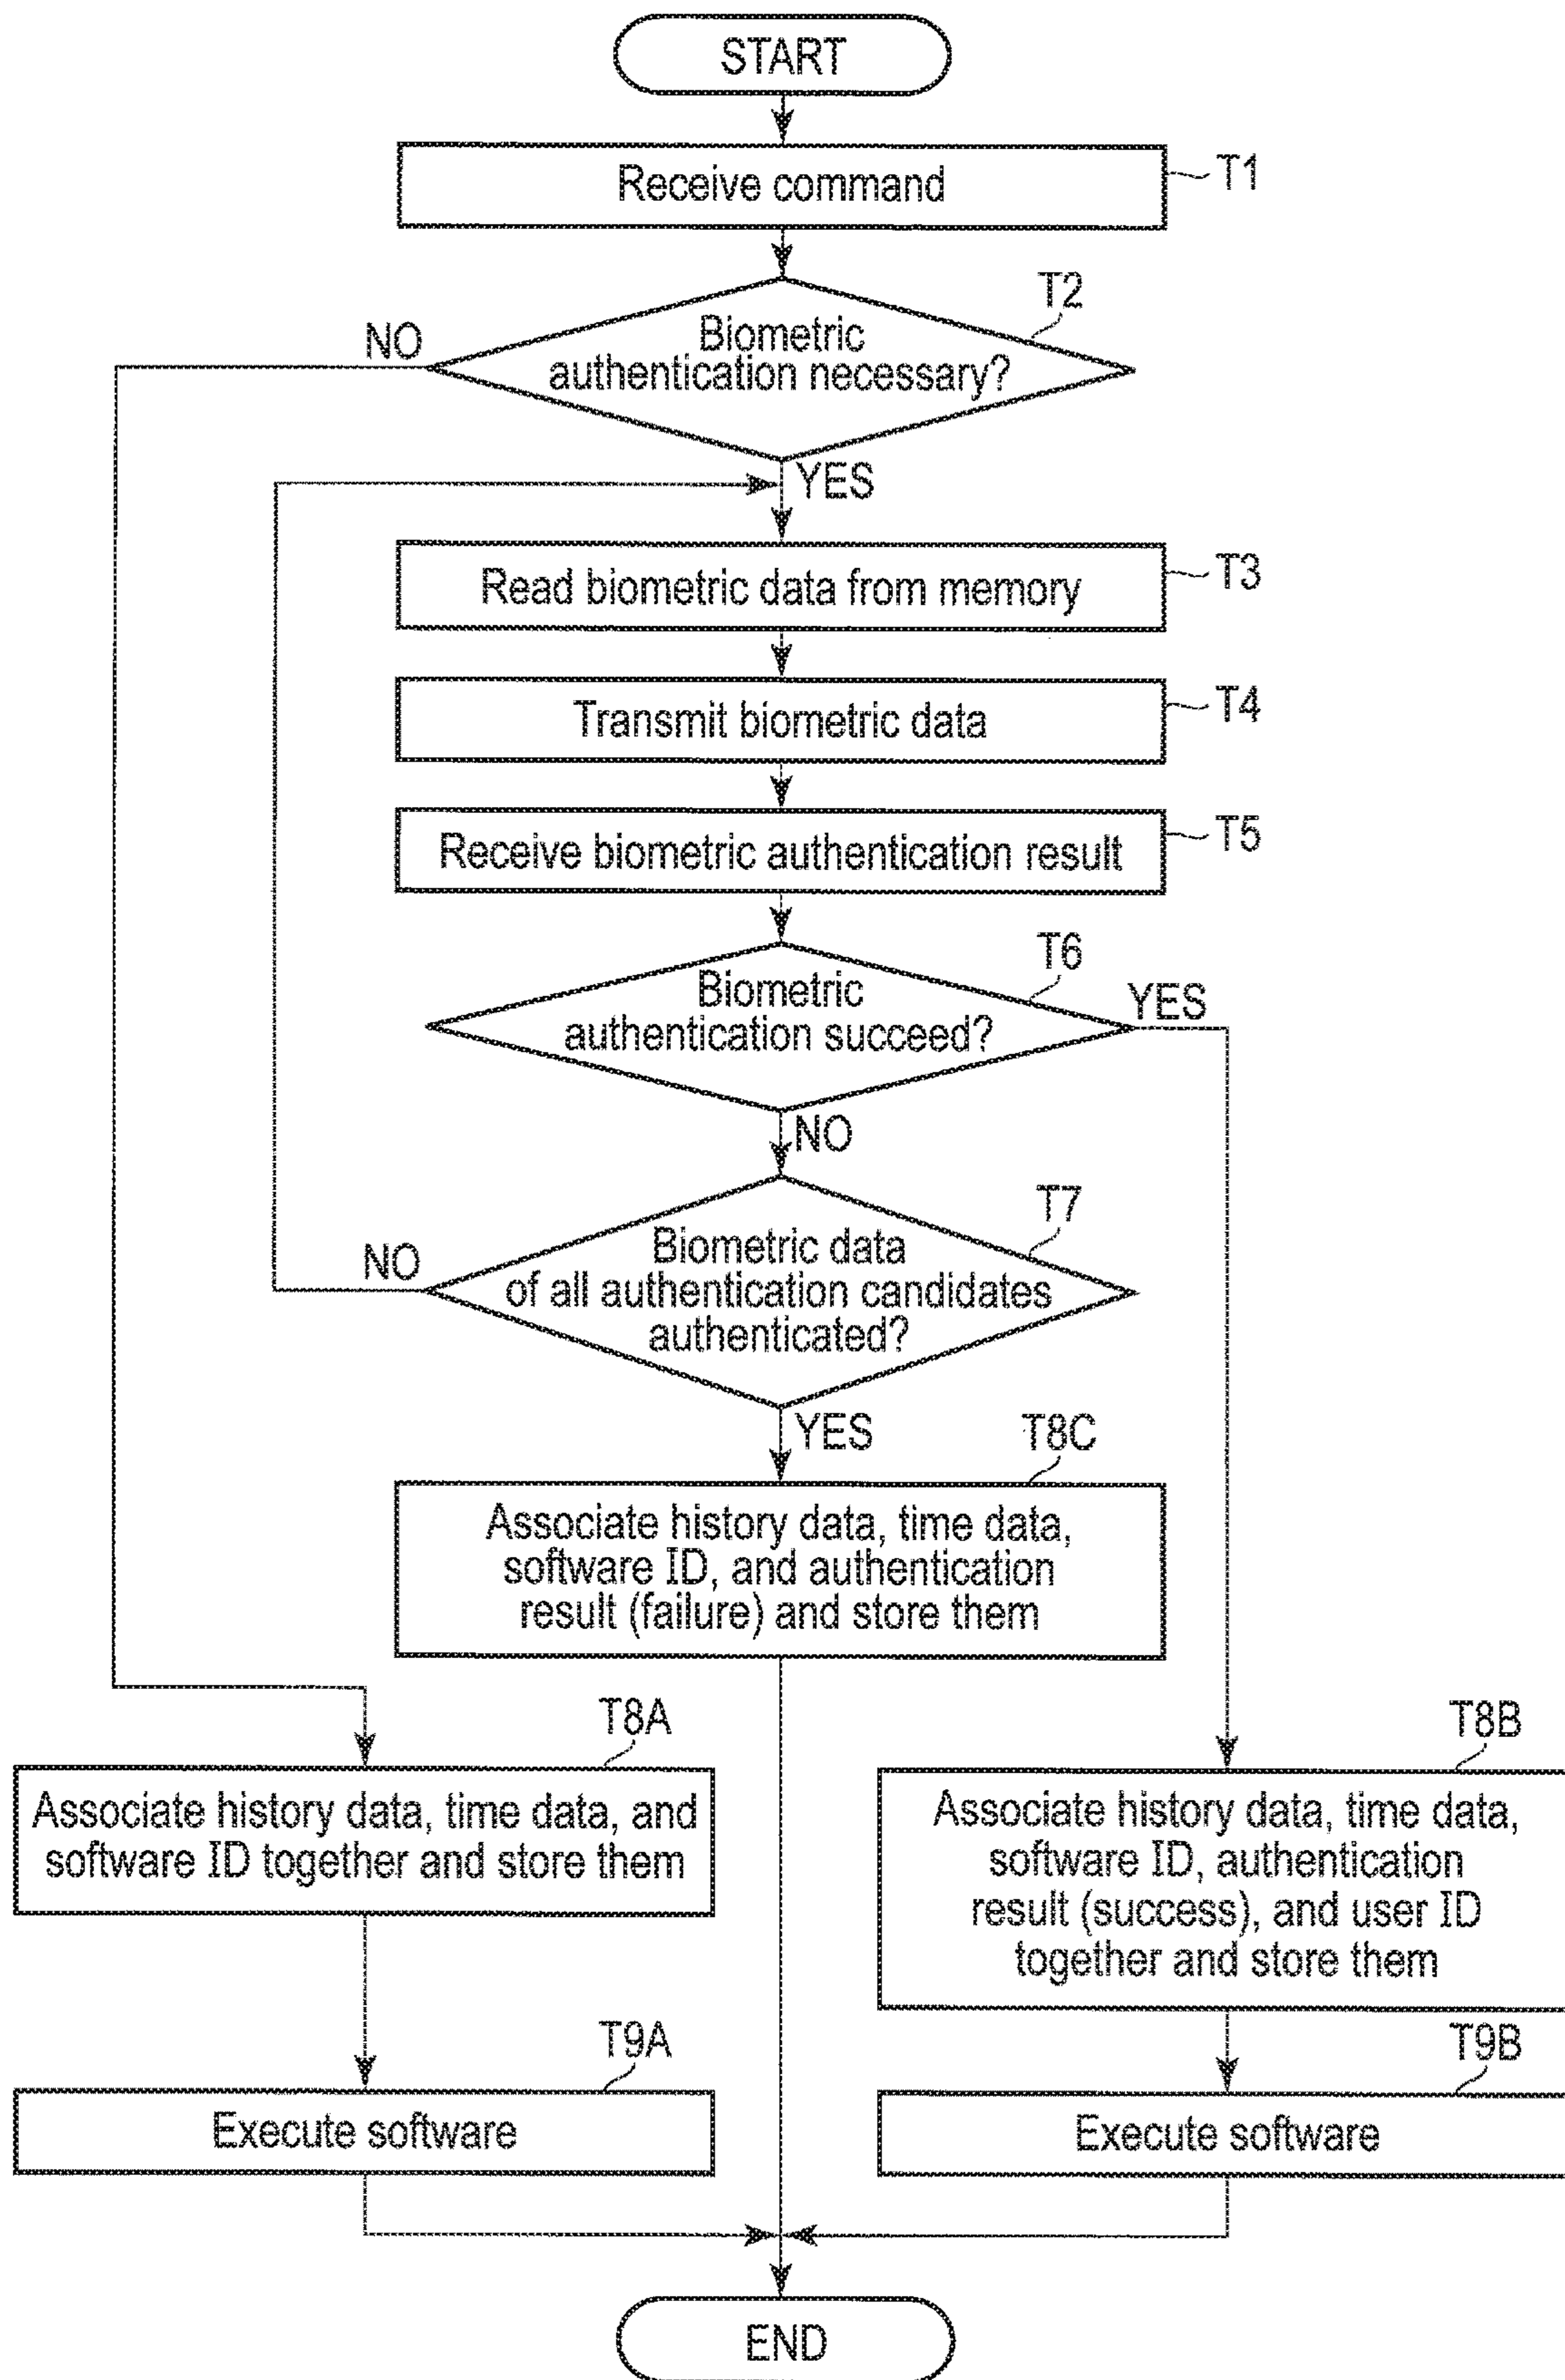 START
Receive command
T1
T2
Biometric
authentication necessary?
NO
YES
Read biometric data from memory
T3
Transmit biometric data
T4
Receive biometric authentication result
T5
T6
Biometric
authentication succeed?
YES
NO
T7
Biometric data
of all authentication candidates
authenticated?
NO
YES
T8C
Associate history data, time data,
software ID, and authentication
result (failure) and store them
T8A
Associate history data, time data, and
software ID together and store them
T8B
Associate history data, time data,
software ID, authentication
result (success), and user ID
together and store them
T9A
Execute software
T9B
Execute software
END